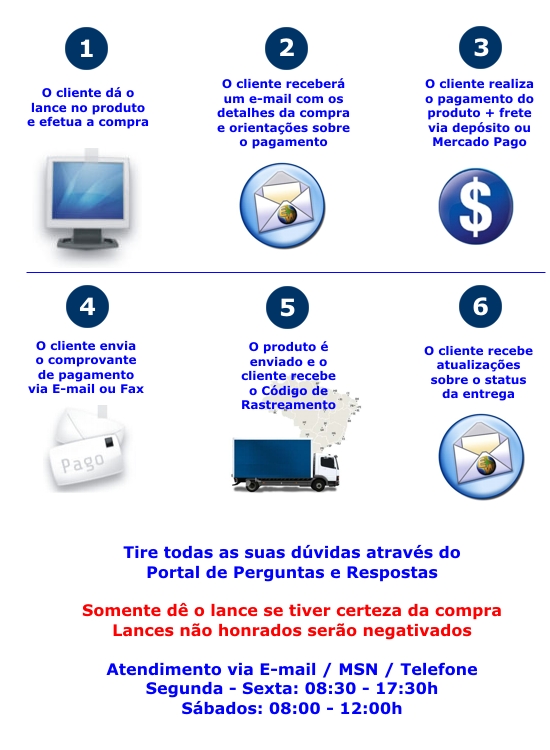 1
O cliente dá o
lance no produto
e efetua a compra
2
O cliente receberá
um e-mail com os
detalhes da compra
e orientações sobre
o pagamento
3
O cliente realiza
o pagamento do
produto + frete
via depósito ou
Mercado Pago
$
4
O cliente envia
o comprovante
de pagamento
via E-mail ou Fax
Pago
5
O produto é
enviado e o
cliente recebe
o Código de
Rastreamento
6
O cliente recebe
atualizações
sobre o status
da entrega
Tire todas as suas dúvidas através do
Portal de Perguntas e Respostas
Somente dê o lance se tiver certeza da compra
Lances não honrados serão negativados
Atendimento via E-mail / MSN / Telefone
Segunda - Sexta: 08:30 - 17:30h
Sábados: 08:00 - 12:00h